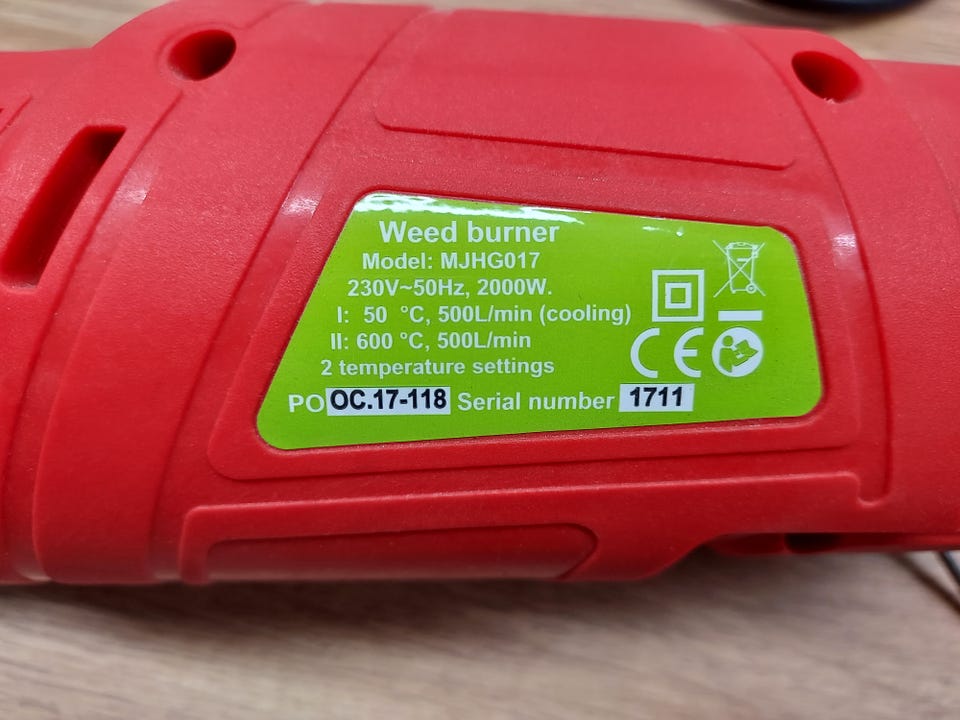 Weed burner
Model: MJHG017
230V~50Hz, 2000W.
I: 50 °C, 500L/min (cooling)
II: 600 °C, 500L/min
2 temperature settings
CE
PO OC.17-118 Serial number 1711